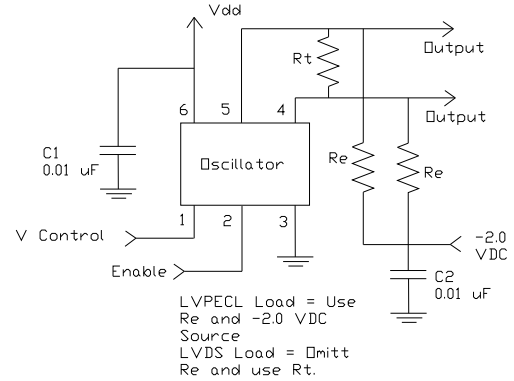 Vdd
Output
Rt
6 5 4
Output
C1
0.01 uF
Oscillator
Re
Re
1 2 3
V Control
-2.0
VDC
Enable
C2
0.01 uF
LVPECL Load = Use
Re and -2.0 VDC
Source
LVDS Load = Omitt
Re and use Rt.